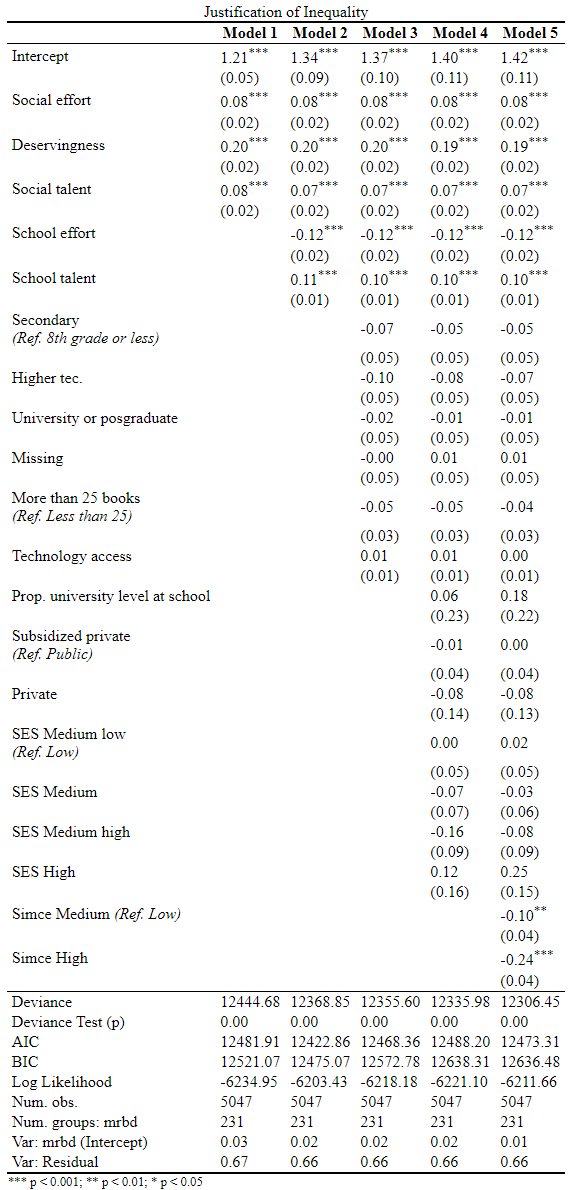 Justification of Inequality
Model 1 Model 2 Model 3 Model 4 Model 5
Intercept 1.21*** 1.34*** 1.37*** 1.40*** 1.42***
(0.05) (0.09) (0.10) (0.11) (0.11)
Social effort 0.08*** 0.08*** 0.08*** 0.08*** 0.08***
(0.02) (0.02) (0.02) (0.02) (0.02)
Deservingness 0.20*** 0.20*** 0.20*** 0.19*** 0.19***
(0.02) (0.02) (0.02) (0.02) (0.02)
Social talent 0.08*** 0.07*** 0.07*** 0.07*** 0.07***
(0.02) (0.02) (0.02) (0.02) (0.02)
School effort -0.12*** -0.12*** -0.12*** -0.12***
(0.02) (0.02) (0.02) (0.02)
School talent 0.11*** 0.10*** 0.10*** 0.10***
(0.01) (0.01) (0.01) (0.01)
Secondary
(Ref. 8th grade or less) -0.07 -0.05 -0.05
(0.05) (0.05) (0.05)
Higher tec. -0.10 -0.08 -0.07
(0.05) (0.05) (0.05)
University or posgraduate -0.02 -0.01 -0.01
(0.05) (0.05) (0.05)
Missing -0.00 0.01 0.01
(0.05) (0.05) (0.05)
More than 25 books
(Ref. Less than 25) -0.05 -0.05 -0.04
(0.03) (0.03) (0.03)
Technology access 0.01 0.01 0.00
(0.01) (0.01) (0.01)
Prop. university level at school 0.06 0.18
(0.23) (0.22)
Subsidized private
(Ref. Public) -0.01 0.00
(0.04) (0.04)
Private -0.08 -0.08
(0.14) (0.13)
SES Medium low
(Ref. Low) 0.00 0.02
(0.05) (0.05)
SES Medium -0.07 -0.03
(0.07) (0.06)
SES Medium high -0.16 -0.08
(0.09) (0.09)
SES High 0.12 0.25
(0.16) (0.15)
Simce Medium (Ref. Low) -0.10**
(0.04)
Simce High -0.24***
(0.04)
Deviance 12444.68 12368.85 12355.60 12335.98 12306.45
Deviance Test (p) 0.00 0.00 0.00 0.00 0.00
AIC 12481.91 12422.86 12468.36 12488.20 12473.31
BIC 12521.07 12475.07 12572.78 12638.31 12636.48
Log Likelihood -6234.95 -6203.43 -6218.18 -6221.10 -6211.66
Num. obs. 5047 5047 5047 5047 5047
Num. groups: mrbd 231 231 231 231 231
Var: mrbd (Intercept) 0.03 0.02 0.02 0.02 0.01
Var: Residual 0.67 0.66 0.66 0.66 0.66
*** p < 0.001; ** p < 0.01; * p < 0.05